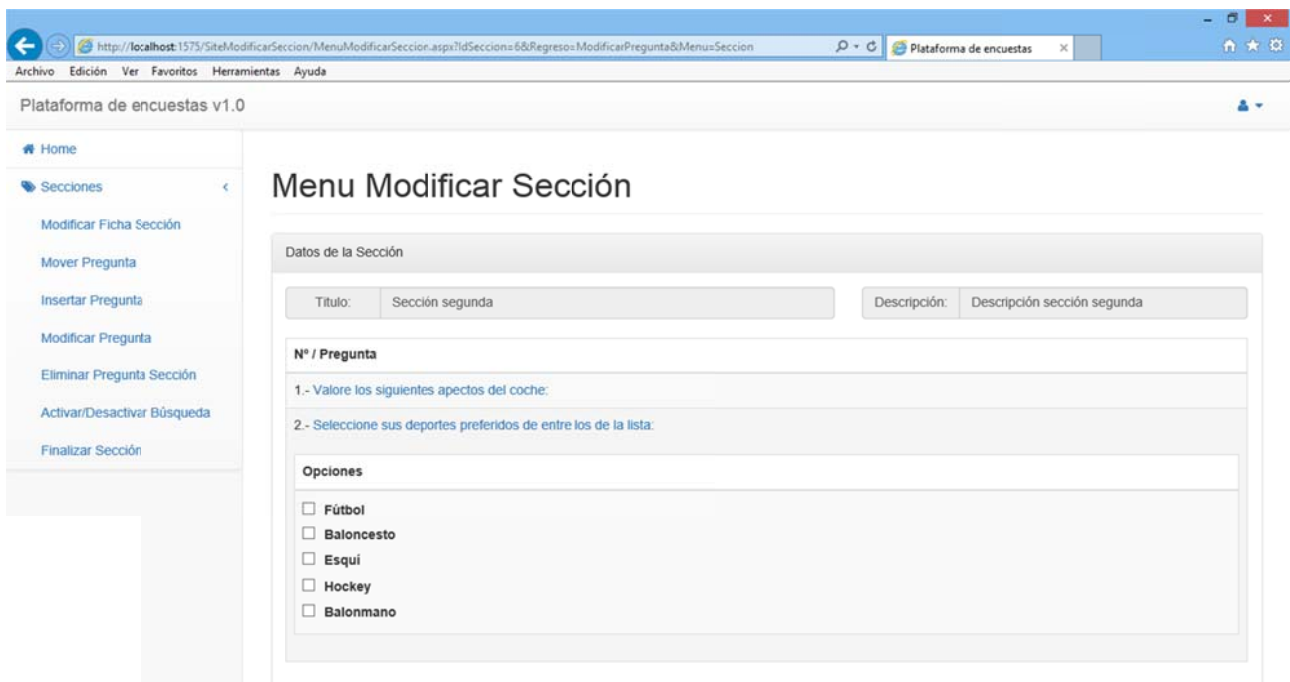 http://localhost:1575/SiteModificarSeccion/MenuModificarSeccion.aspx?IdSeccion=6&Regreso=ModificarPregunta&Menu=Seccion
Plataforma de encuestas
Archivo Edición Ver Favoritos Herramientas Ayuda
Plataforma de encuestas v1.0
Home
Secciones
Modificar Ficha Sección
Mover Pregunta
Insertar Pregunta
Modificar Pregunta
Eliminar Pregunta Sección
Activar/Desactivar Búsqueda
Finalizar Sección
Menu Modificar Sección
Datos de la Sección
Titulo: Sección segunda Descripción: Descripción sección segunda
Nº / Pregunta
1.- Valore los siguientes apectos del coche:
2.- Seleccione sus deportes preferidos de entre los de la lista:
Opciones
Fútbol
Baloncesto
Esquí
Hockey
Balonmano